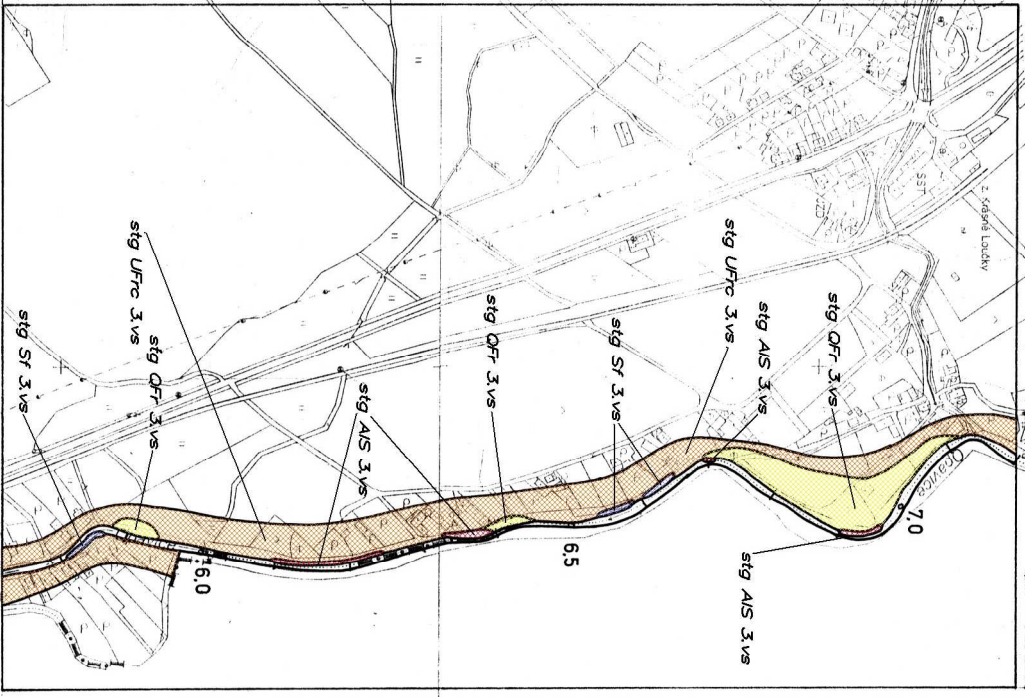 Z. Krásné Loučky
SST
JZD
stg UFrc 3.vs
stg AlS 3.vs
stg QFr 3.vs
stg QFr 3.vs
stg Sf 3.vs
stg UFrc 3.vs
stg QFr 3.vs
stg Sf 3.vs
stg AlS 3.vs
Opavice
7.0
6.5
6.0
stg AlS 3.vs